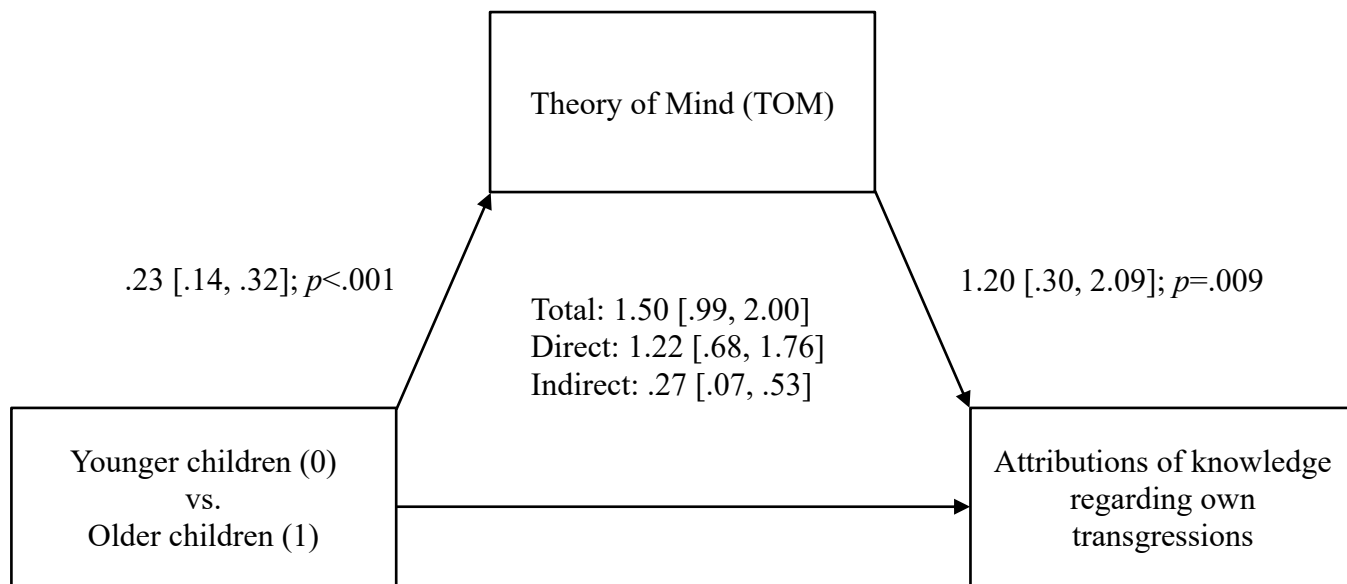 Theory of Mind (TOM)
.23 [.14, .32]; p<.001
1.20 [.30, 2.09]; p=.009
Total: 1.50 [.99, 2.00]
Direct: 1.22 [.68, 1.76]
Indirect: .27 [.07, .53]
Younger children (0)
vs.
Older children (1)
Attributions of knowledge
regarding own
transgressions